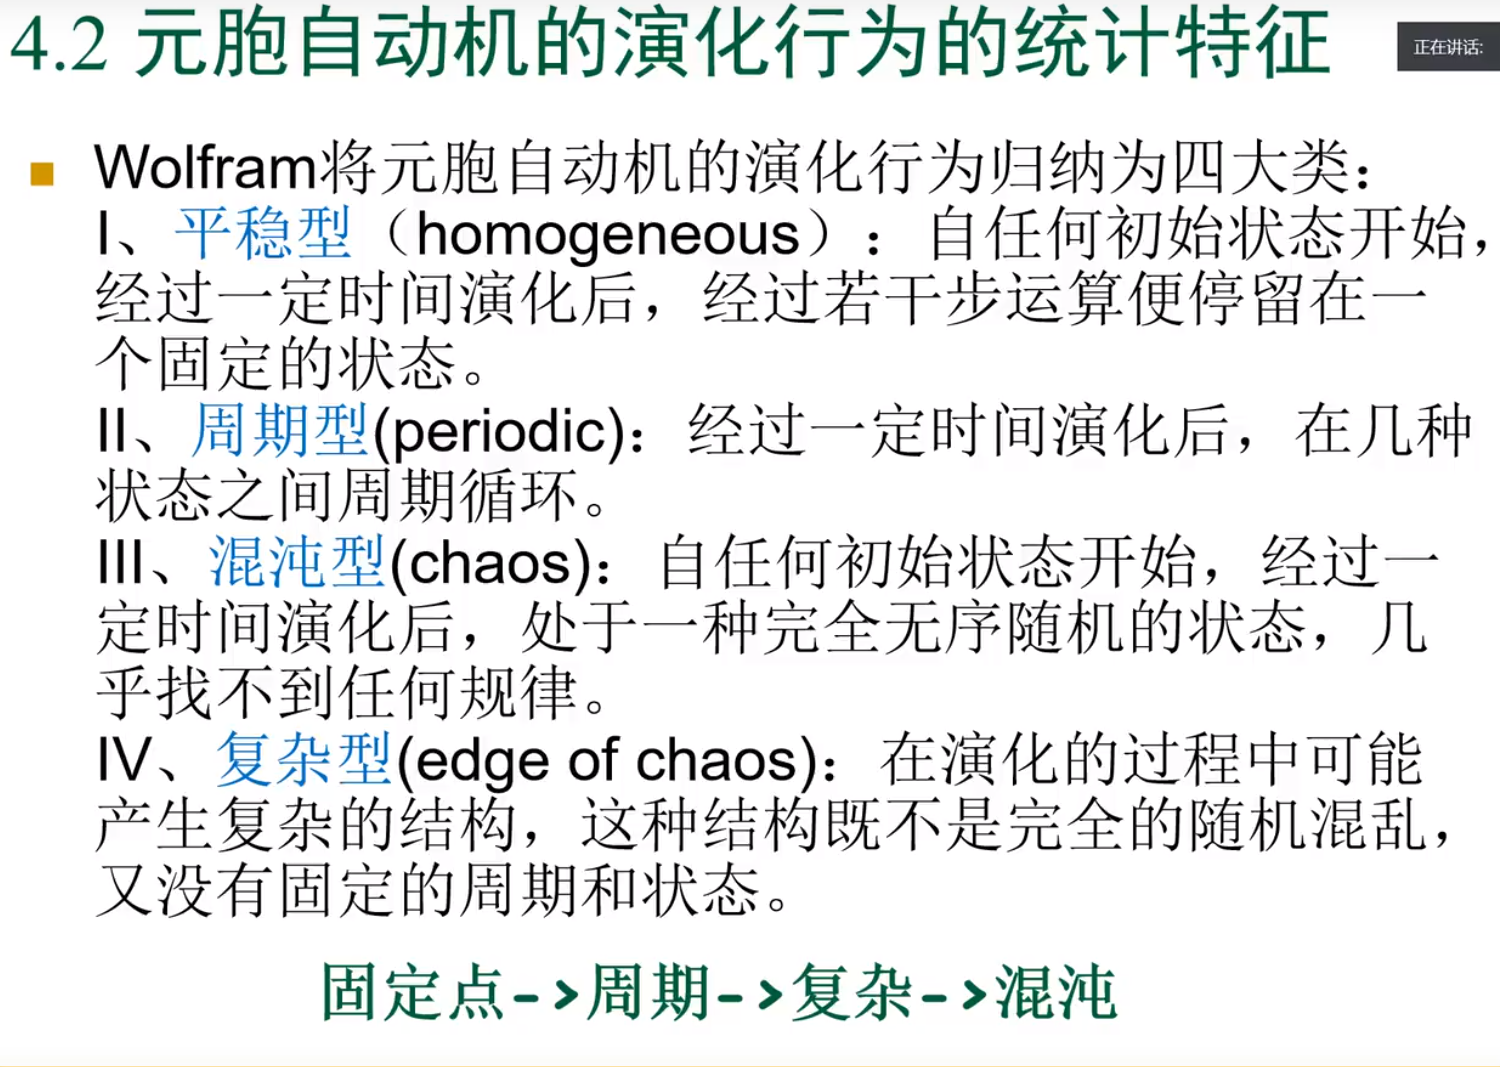 4.2 元胞自动机的演化行为的统计特征
正在讲话:
Wolfram将元胞自动机的演化行为归纳为四大类：
I、平稳型（homogeneous）：自任何初始状态开始，
经过一定时间演化后，经过若干步运算便停留在一
个固定的状态。
II、周期型(periodic)：经过一定时间演化后，在几种
状态之间周期循环。
III、混沌型(chaos)：自任何初始状态开始，经过一
定时间演化后，处于一种完全无序随机的状态，几
乎找不到任何规律。
IV、复杂型(edge of chaos)：在演化的过程中可能
产生复杂的结构，这种结构既不是完全的随机混乱，
又没有固定的周期和状态。
固定点->周期->复杂->混沌